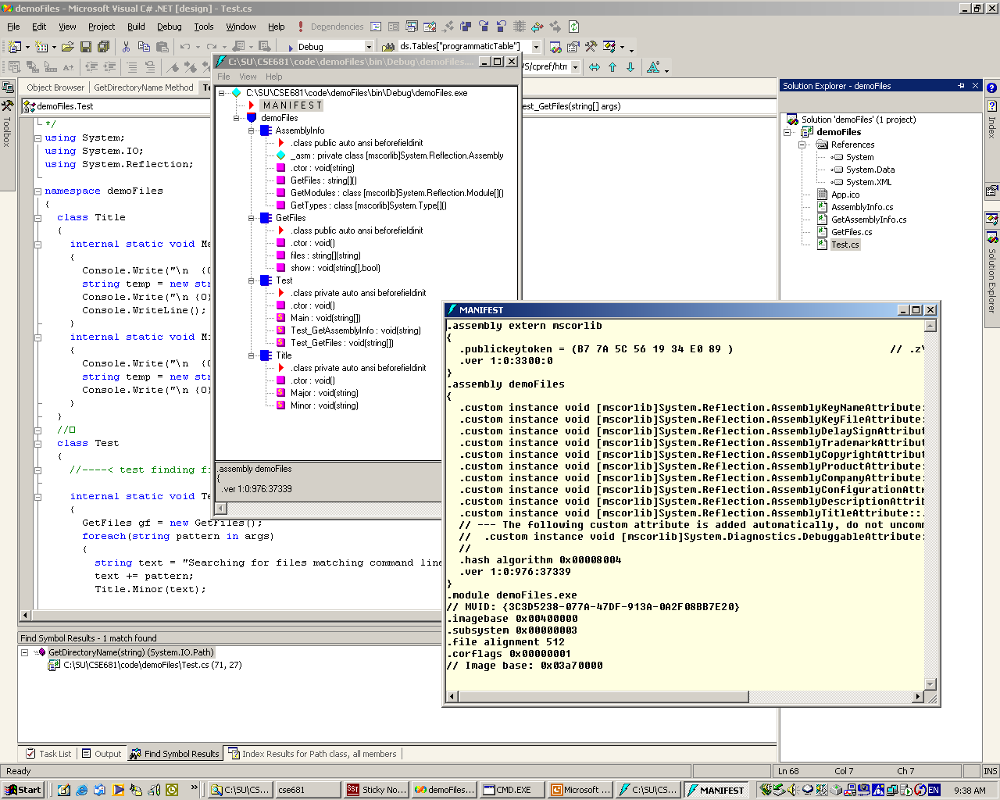 demoFiles - Microsoft Visual C# .NET [design] - Test.cs
File Edit View Project Build Debug Tools Window Help Dependencies
Debug ds.Tables["programmaticTable"]
S/cpref/htm
Object Browser GetDirectoryName Method Te
demoFiles.Test
est_GetFiles(string[] args)
Toolbox
*/
using System;
using System.IO;
using System.Reflection;
namespace demoFiles
{
class Title
{
internal static void Ma
{
Console.Write("\n {0
string temp = new str
Console.Write("\n {0}
Console.WriteLine();
}
internal static void Mi
{
Console.Write("\n {0
string temp = new str
Console.Write("\n {0}
}
}
//
class Test
{
//----< test finding fi
internal static void Te
{
GetFiles gf = new GetFiles();
foreach(string pattern in args)
{
string text = "Searching for files matching command line
text += pattern;
Title.Minor(text);
C:\SU\CSE681\code\demoFiles\bin\Debug\demoFiles....
File View Help
C:\SU\CSE681\code\demoFiles\bin\Debug\demoFiles.exe
M A N I F E S T
demoFiles
AssemblyInfo
.class public auto ansi beforefieldinit
_asm : private class [mscorlib]System.Reflection.Assembly
.ctor : void(string)
GetFiles : string[]()
GetModules : class [mscorlib]System.Reflection.Module[]()
GetTypes : class [mscorlib]System.Type[]()
GetFiles
.class public auto ansi beforefieldinit
.ctor : void()
files : string[](string)
show : void(string[],bool)
Test
.class private auto ansi beforefieldinit
.ctor : void()
Main : void(string[])
Test_GetAssemblyInfo : void(string)
Test_GetFiles : void(string[])
Title
.class private auto ansi beforefieldinit
.ctor : void()
Major : void(string)
Minor : void(string)
.assembly demoFiles
{
.ver 1:0:976:37339
MANIFEST
.assembly extern mscorlib
{
.publickeytoken = (B7 7A 5C 56 19 34 E0 89 ) // .z\
.ver 1:0:3300:0
}
.assembly demoFiles
{
.custom instance void [mscorlib]System.Reflection.AssemblyKeyNameAttribute:
.custom instance void [mscorlib]System.Reflection.AssemblyKeyFileAttribute:
.custom instance void [mscorlib]System.Reflection.AssemblyDelaySignAttribut
.custom instance void [mscorlib]System.Reflection.AssemblyTrademarkAttribut
.custom instance void [mscorlib]System.Reflection.AssemblyCopyrightAttribut
.custom instance void [mscorlib]System.Reflection.AssemblyProductAttribute:
.custom instance void [mscorlib]System.Reflection.AssemblyCompanyAttribute:
.custom instance void [mscorlib]System.Reflection.AssemblyConfigurationAttr
.custom instance void [mscorlib]System.Reflection.AssemblyDescriptionAttrib
.custom instance void [mscorlib]System.Reflection.AssemblyTitleAttribute::.
// --- The following custom attribute is added automatically, do not uncomm
// .custom instance void [mscorlib]System.Diagnostics.DebuggableAttribute:
//
.hash algorithm 0x00008004
.ver 1:0:976:37339
}
.module demoFiles.exe
// MVID: {3C3D5238-077A-47DF-913A-0A2F08BB7E20}
.imagebase 0x00400000
.subsystem 0x00000003
.file alignment 512
.corflags 0x00000001
// Image base: 0x03a70000
Solution Explorer - demoFiles
Solution 'demoFiles' (1 project)
demoFiles
References
System
System.Data
System.XML
App.ico
AssemblyInfo.cs
GetAssemblyInfo.cs
GetFiles.cs
Test.cs
Index
Solution Explorer
Find Symbol Results - 1 match found
GetDirectoryName(string) (System.IO.Path)
C:\SU\CSE681\code\demoFiles\Test.cs (71, 27)
Task List Output Find Symbol Results Index Results for Path class, all members
Ready Ln 68 Col 7 Ch 7 INS
Start C:\SU\CS... cse681 Sticky No... demoFiles... CMD.EXE Microsoft ... C:\SU\CS... MANIFEST EN 9:38 AM